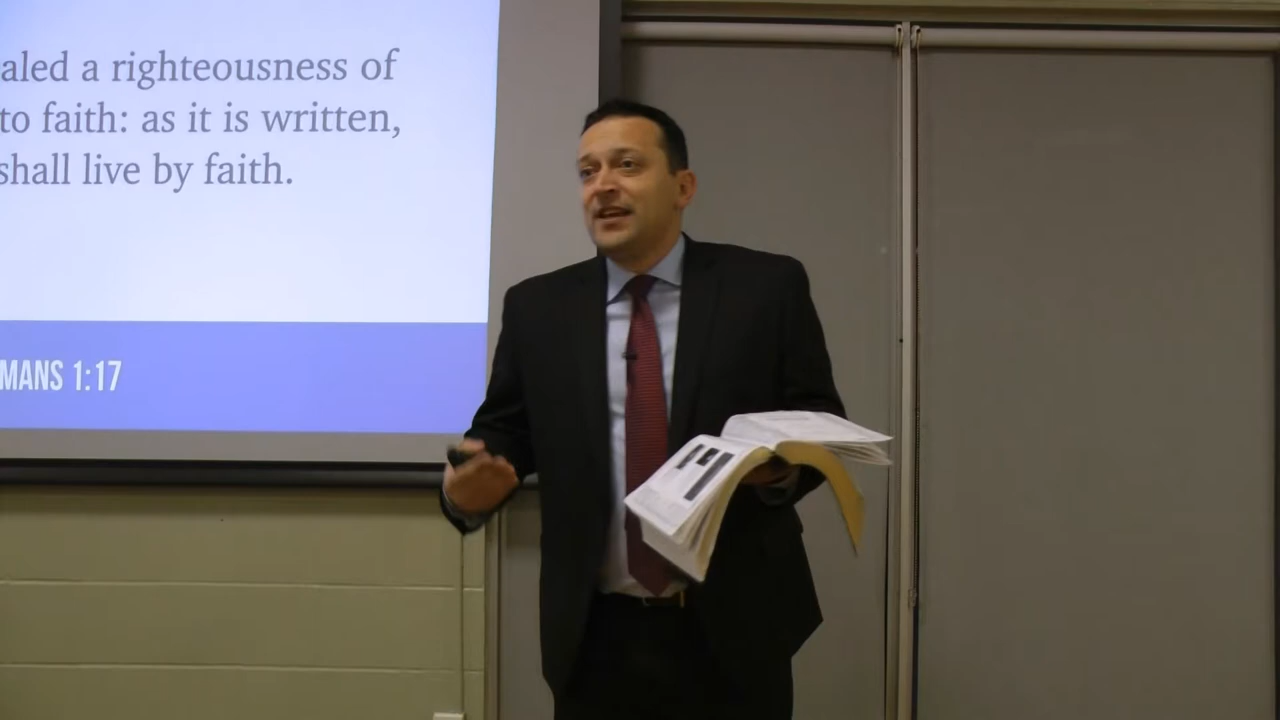 aled a righteousness of
to faith: as it is written,
shall live by faith.
MANS 1:17